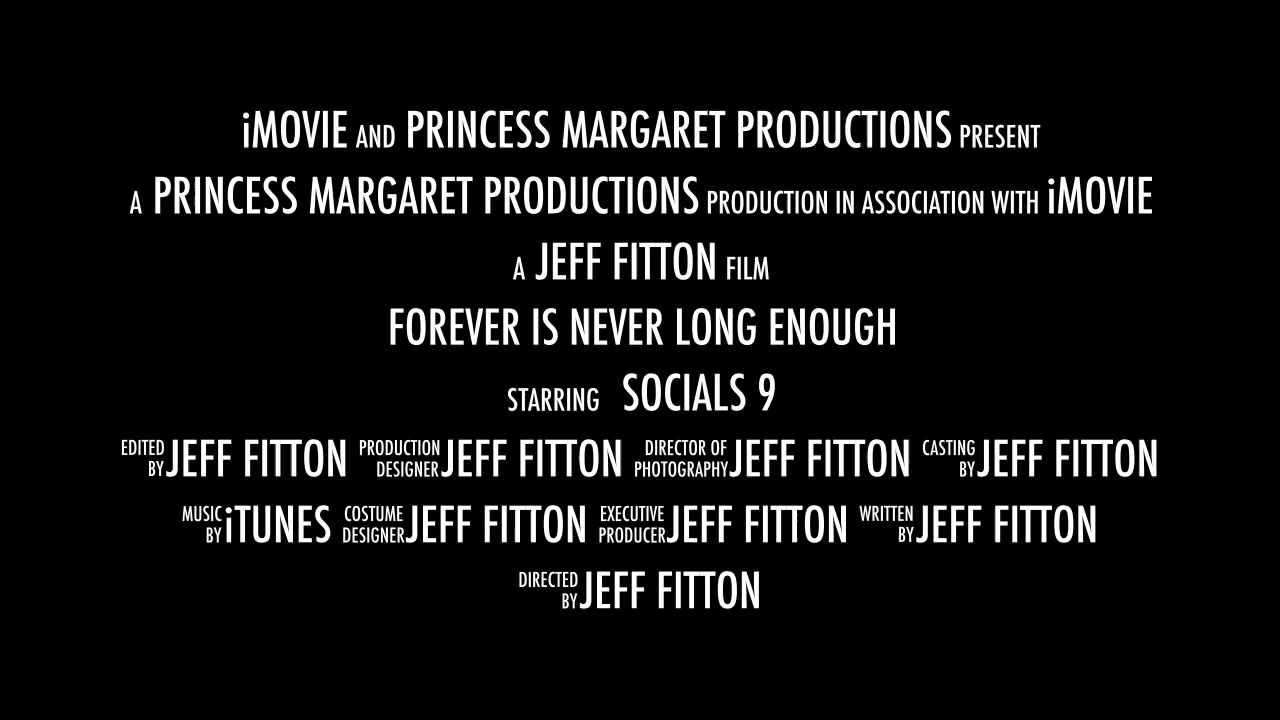 iMOVIE AND PRINCESS MARGARET PRODUCTIONS PRESENT
A PRINCESS MARGARET PRODUCTIONS PRODUCTION IN ASSOCIATION WITH iMOVIE
A JEFF FITTON FILM
FOREVER IS NEVER LONG ENOUGH
STARRING SOCIALS 9
EDITED BY JEFF FITTON PRODUCTION DESIGNER JEFF FITTON DIRECTOR OF PHOTOGRAPHY JEFF FITTON CASTING BY JEFF FITTON
MUSIC BY iTUNES COSTUME DESIGNER JEFF FITTON EXECUTIVE PRODUCER JEFF FITTON WRITTEN BY JEFF FITTON
DIRECTED BY JEFF FITTON